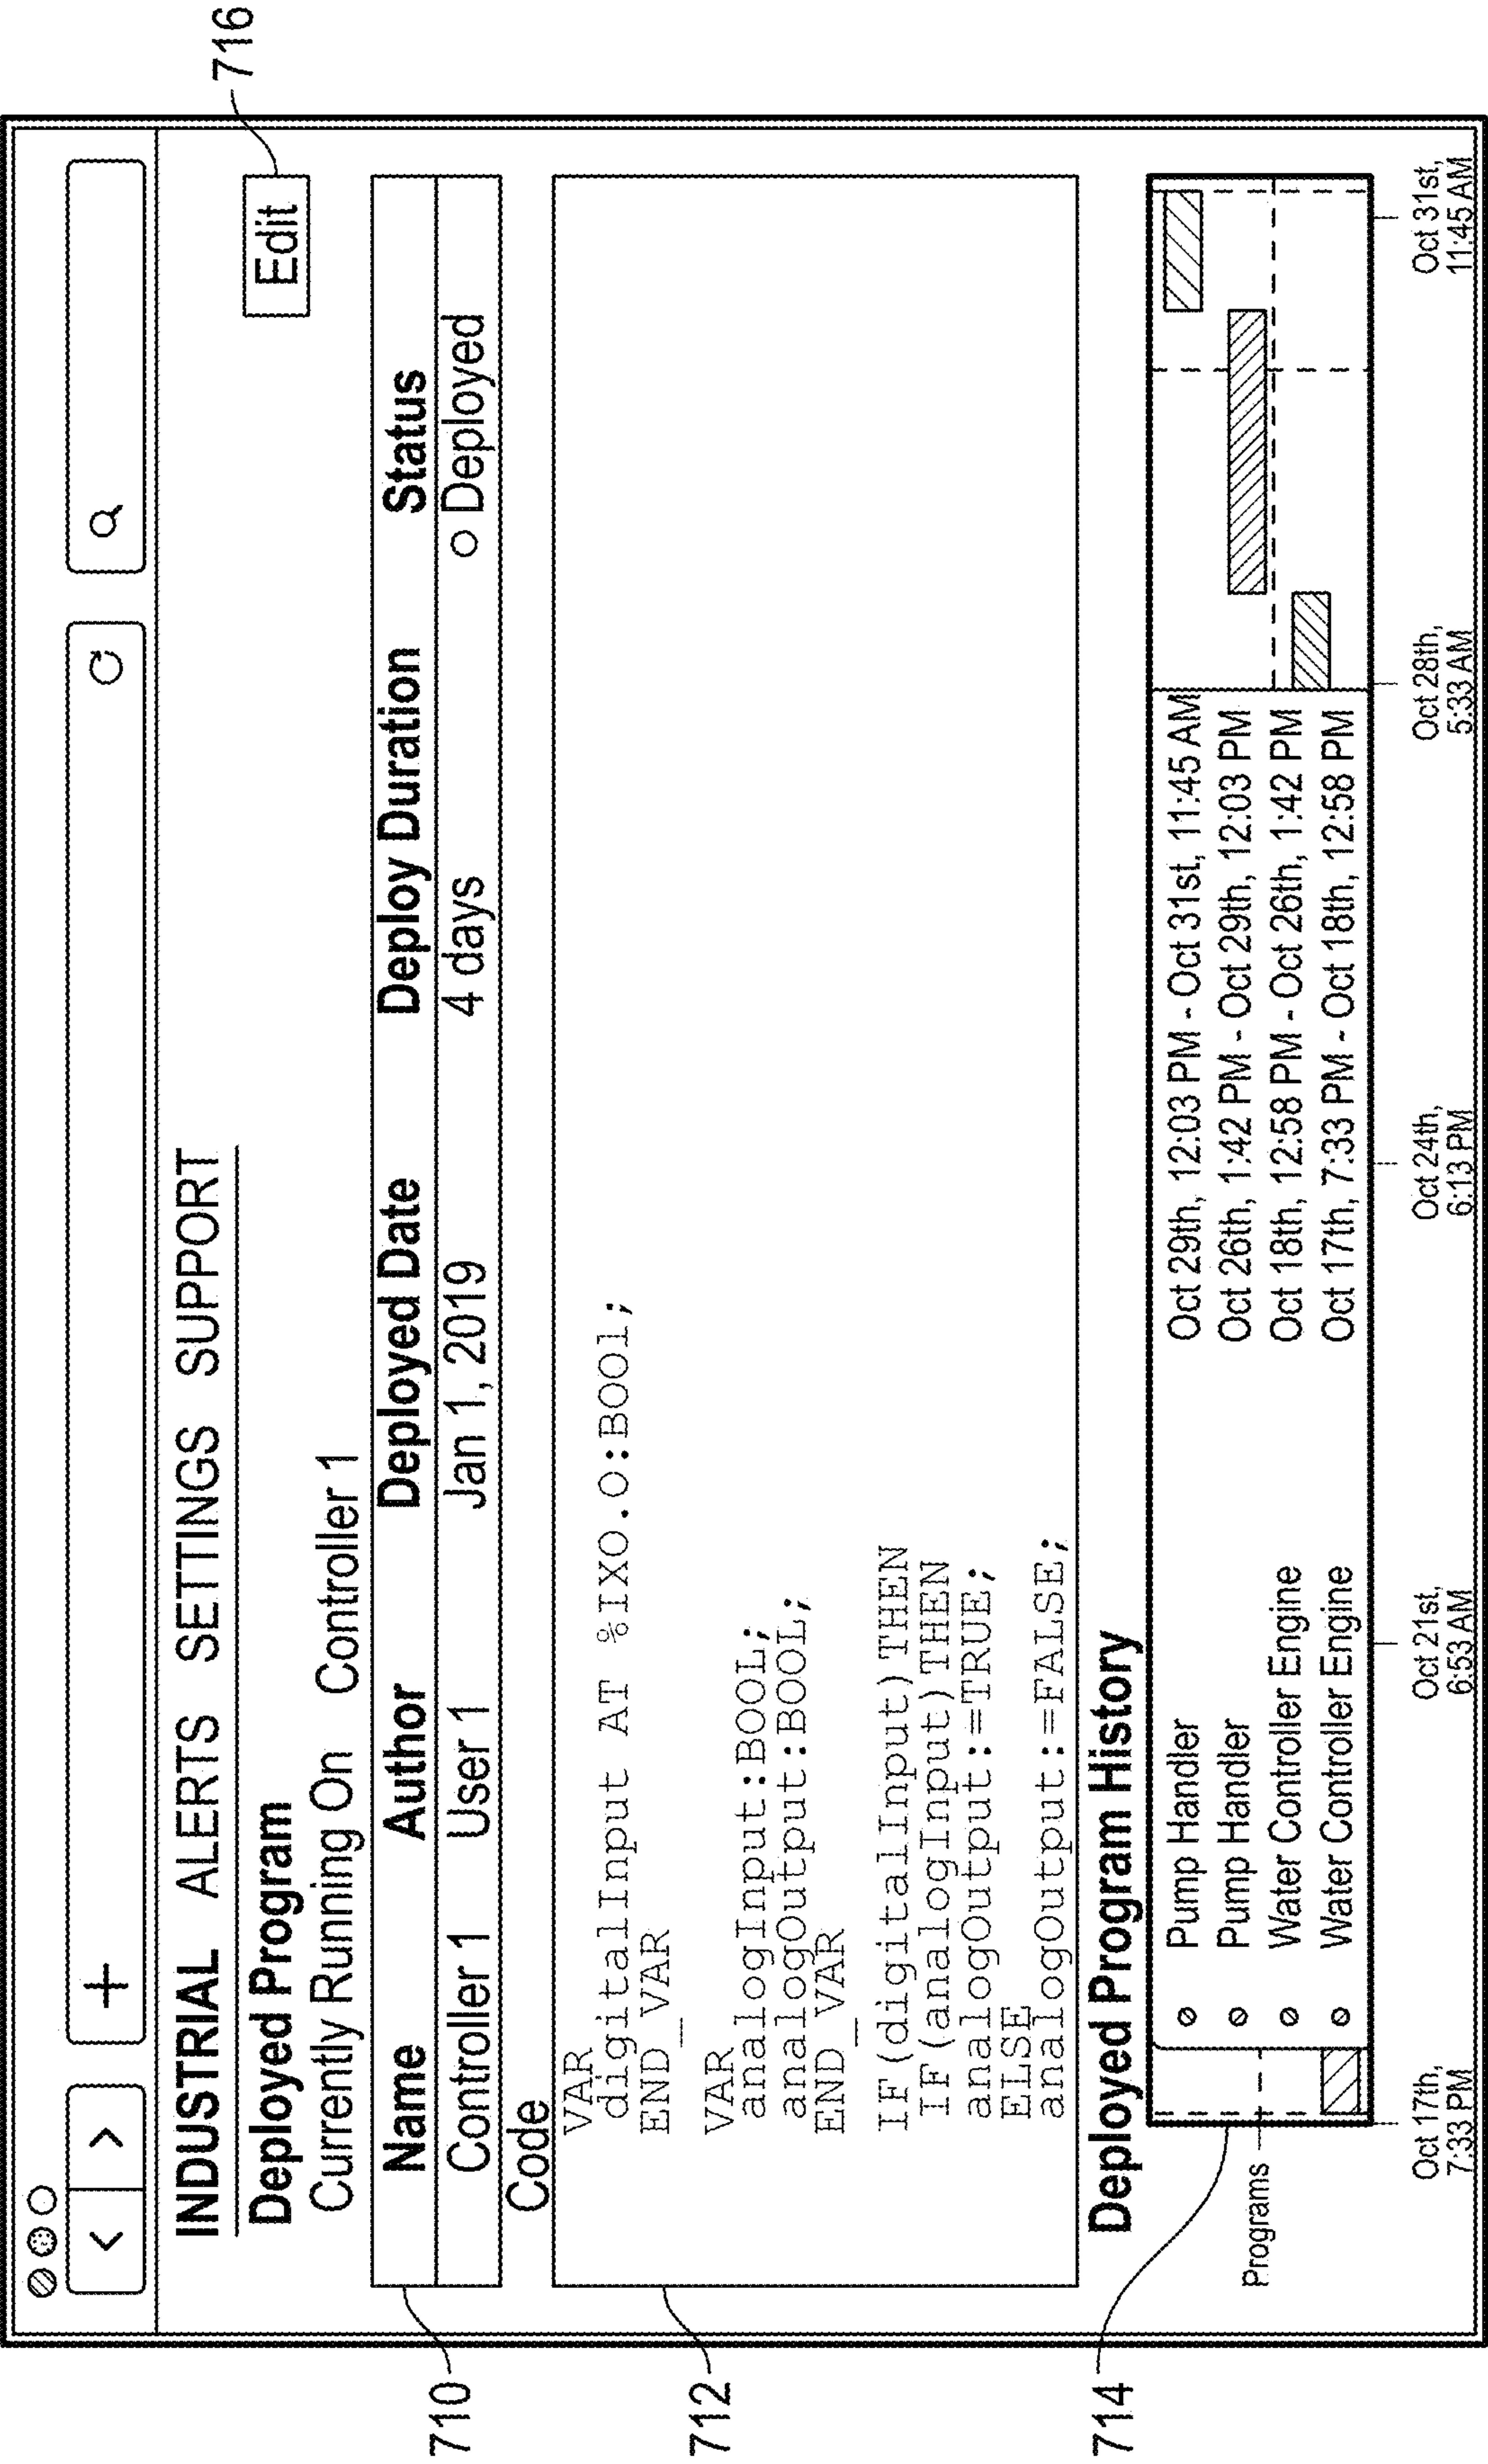 716
INDUSTRIAL ALERTS SETTINGS SUPPORT
Deployed Program
Edit
Currently Running On Controller 1
710
Name Author Deployed Date Deploy Duration Status
Controller 1 User 1 Jan 1, 2019 4 days Deployed
Code
712
VAR
digitalInput AT %IXO.O:BOOl;
END_VAR
VAR
analogInput:BOOL;
analogOutput:BOOL;
END_VAR
IF(digitalInput)THEN
IF(analogInput)THEN
analogOutput:=TRUE;
ELSE
analogOutput:=FALSE;
Deployed Program History
714
Programs
Pump Handler Oct 29th, 12:03 PM - Oct 31st, 11:45 AM
Pump Handler Oct 26th, 1:42 PM - Oct 29th, 12:03 PM
Water Controller Engine Oct 18th, 12:58 PM - Oct 26th, 1:42 PM
Water Controller Engine Oct 17th, 7:33 PM - Oct 18th, 12:58 PM
Oct 17th, Oct 21st, Oct 24th, Oct 28th, Oct 31st,
7:33 PM 6:53 AM 6:13 PM 5:33 AM 11:45 AM